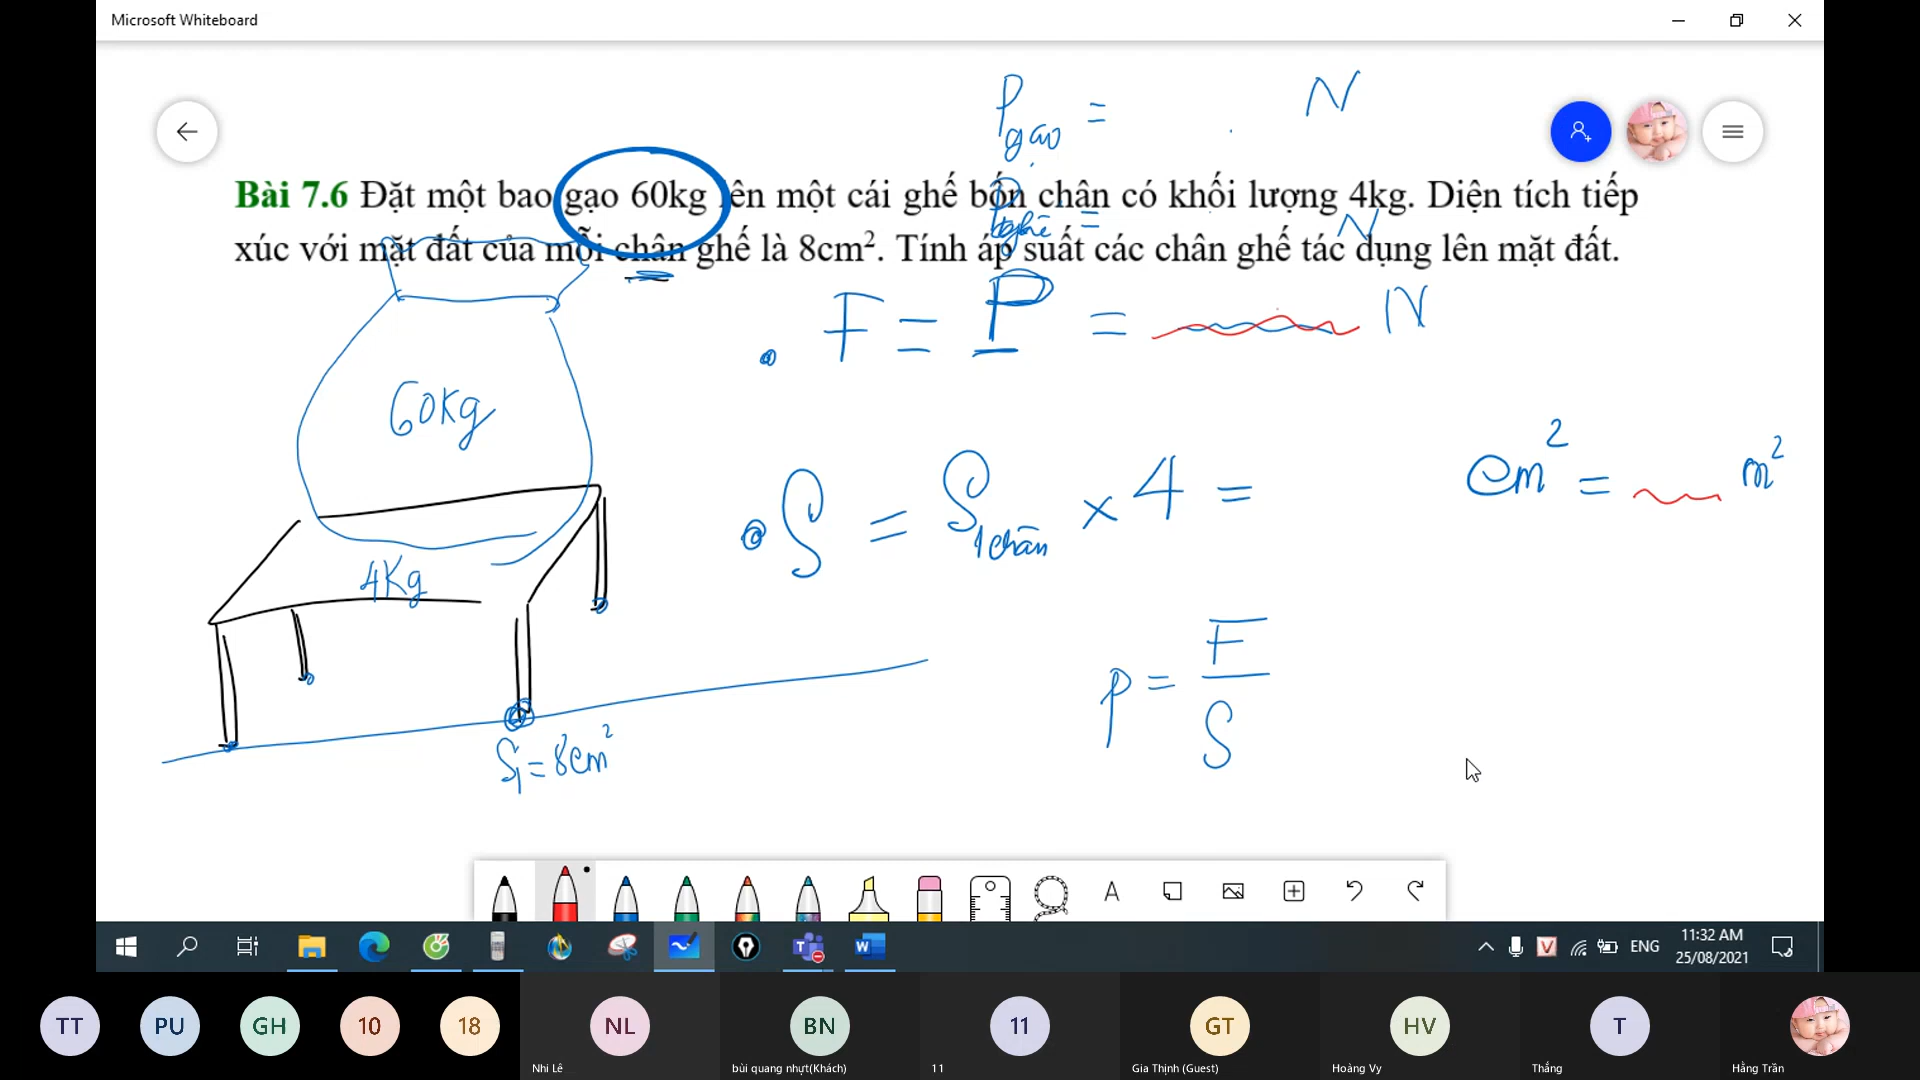 Microsoft Whiteboard
P gạo = N
Bài 7.6 Đặt một bao gạo 60kg lên một cái ghế bốn chân có khối lượng 4kg. Diện tích tiếp
P ghế = N
xúc với mặt đất của mỗi chân ghế là 8cm². Tính áp suất các chân ghế tác dụng lên mặt đất.
F = P = N
60kg
cm² = m²
S = S 1 chân × 4 =
4kg
p = F / S
S₁ = 8cm²
A
ENG
11:32 AM
25/08/2021
TT
PU
GH
10
18
NL
BN
11
GT
HV
T
Nhi Lê
bùi quang nhựt(Khách)
11
Gia Thịnh (Guest)
Hoàng Vy
Thắng
Hằng Trần